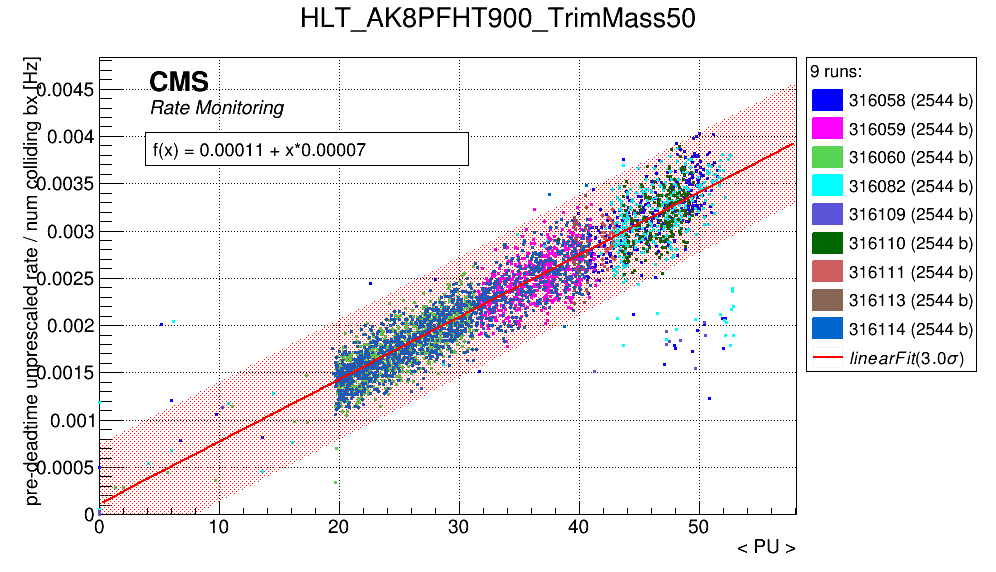 HLT_AK8PFHT900_TrimMass50
pre-deadtime unprescaled rate / num colliding bx [Hz]
CMS
Rate Monitoring
f(x) = 0.00011 + x*0.00007
0.0045
0.004
0.0035
0.003
0.0025
0.002
0.0015
0.001
0.0005
0
0 10 20 30 40 50
< PU >
9 runs:
316058 (2544 b)
316059 (2544 b)
316060 (2544 b)
316082 (2544 b)
316109 (2544 b)
316110 (2544 b)
316111 (2544 b)
316113 (2544 b)
316114 (2544 b)
linearFit(3.0σ)